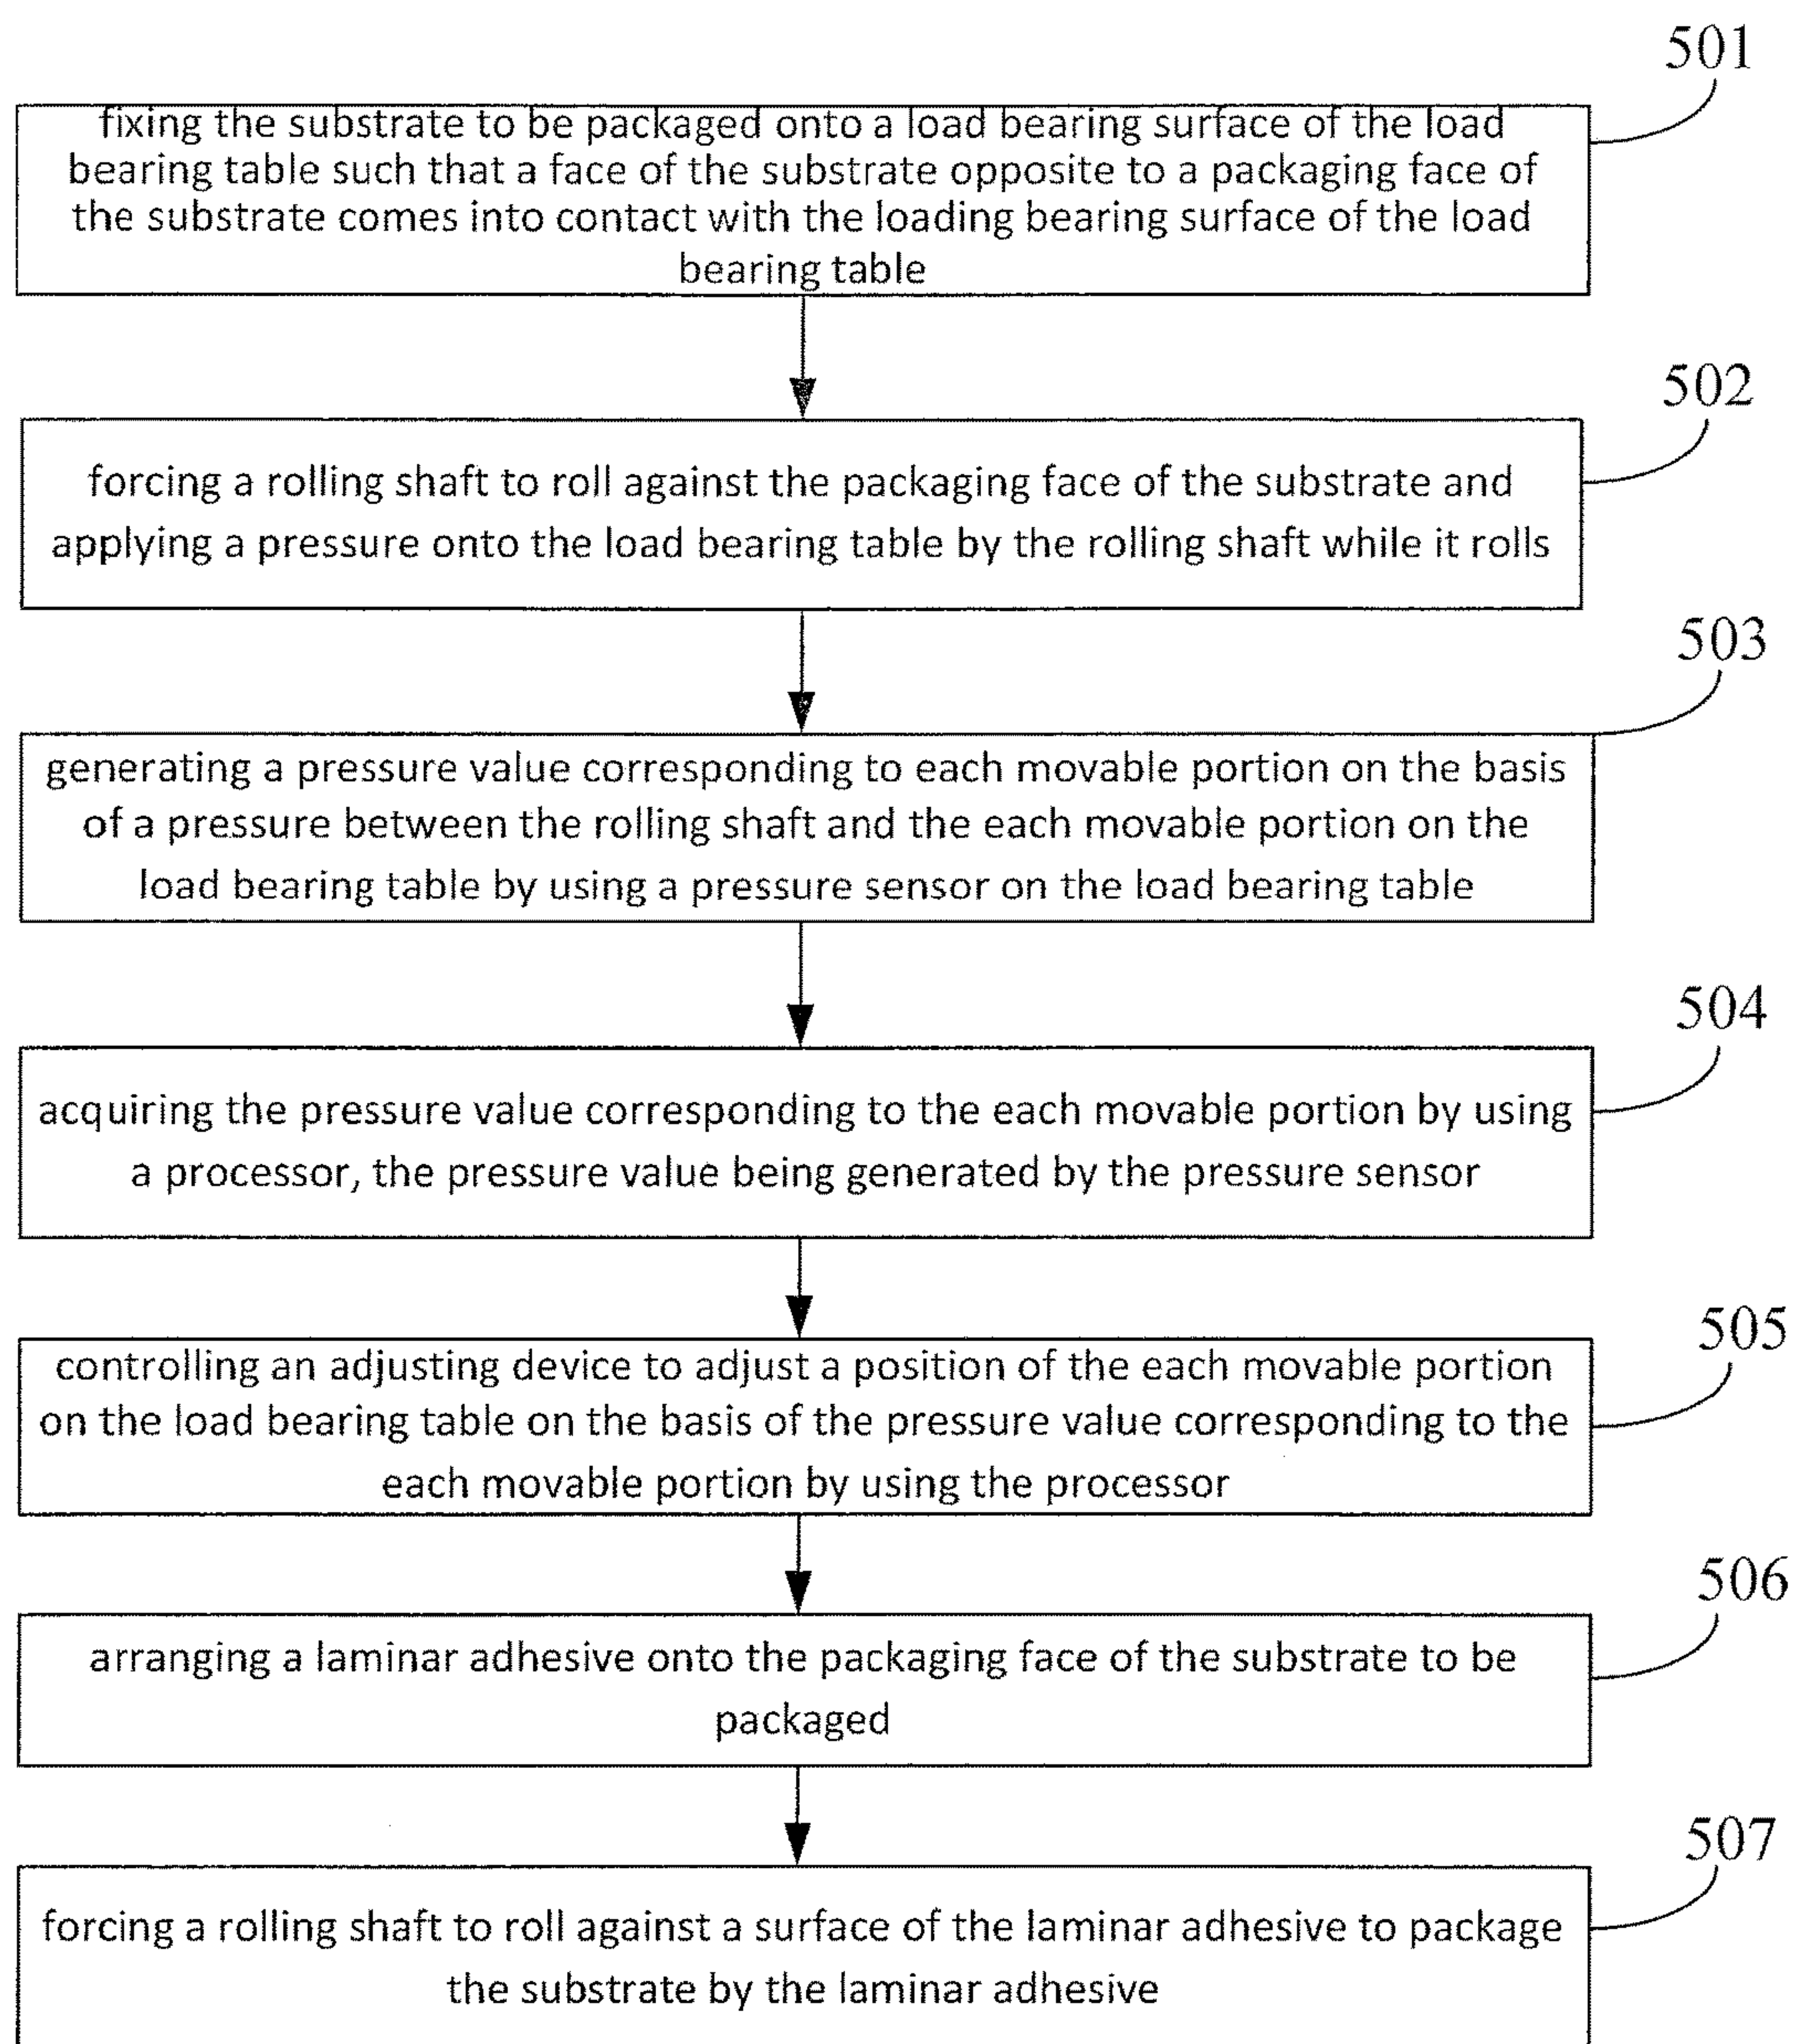 501
fixing the substrate to be packaged onto a load bearing surface of the load
bearing table such that a face of the substrate opposite to a packaging face of
the substrate comes into contact with the loading bearing surface of the load
bearing table
502
forcing a rolling shaft to roll against the packaging face of the substrate and
applying a pressure onto the load bearing table by the rolling shaft while it rolls
503
generating a pressure value corresponding to each movable portion on the basis
of a pressure between the rolling shaft and the each movable portion on the
load bearing table by using a pressure sensor on the load bearing table
504
acquiring the pressure value corresponding to the each movable portion by using
a processor, the pressure value being generated by the pressure sensor
505
controlling an adjusting device to adjust a position of the each movable portion
on the load bearing table on the basis of the pressure value corresponding to the
each movable portion by using the processor
506
arranging a laminar adhesive onto the packaging face of the substrate to be
packaged
507
forcing a rolling shaft to roll against a surface of the laminar adhesive to package
the substrate by the laminar adhesive